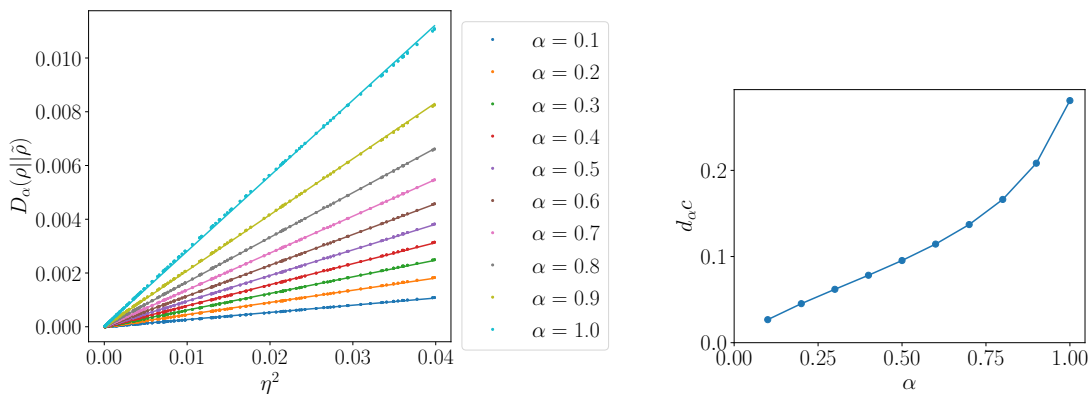 0.010
0.008
0.006
0.004
0.002
0.000
D_α(ρ||ρ̃)
0.00 0.01 0.02 0.03 0.04
η²
α = 0.1
α = 0.2
α = 0.3
α = 0.4
α = 0.5
α = 0.6
α = 0.7
α = 0.8
α = 0.9
α = 1.0
0.2
0.1
0.0
d_αc
0.00 0.25 0.50 0.75 1.00
α